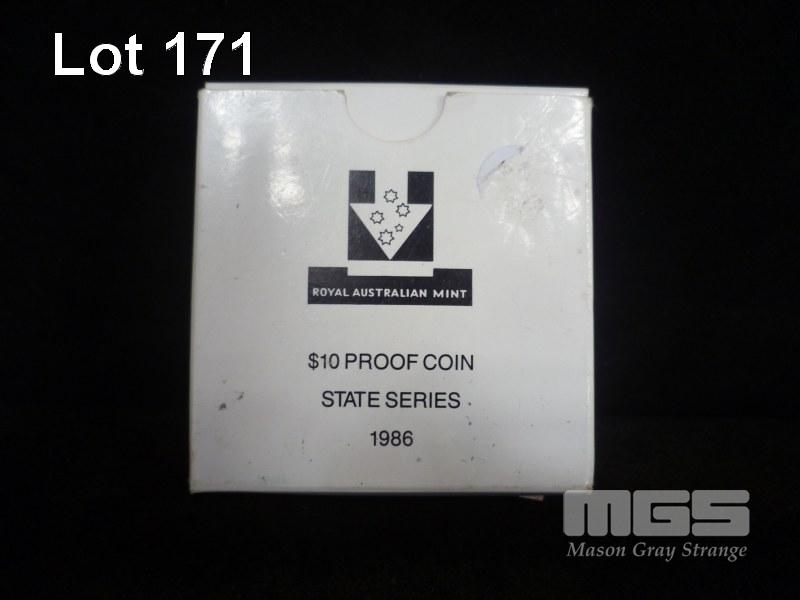 Lot 171
ROYAL AUSTRALIAN MINT
$10 PROOF COIN
STATE SERIES
1986
MGS
Mason Gray Strange